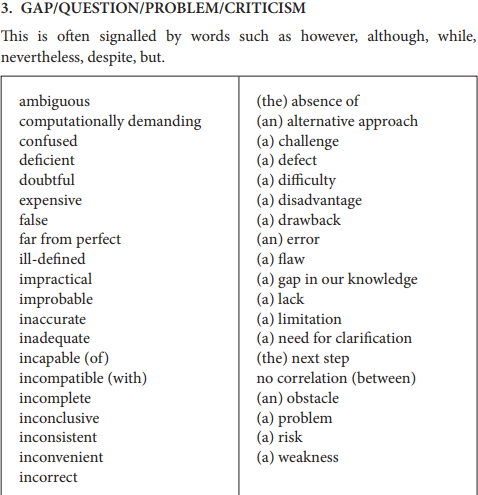 3. GAP/QUESTION/PROBLEM/CRITICISM
This is often signalled by words such as however, although, while,
nevertheless, despite, but.
ambiguous
computationally demanding
confused
deficient
doubtful
expensive
false
far from perfect
ill-defined
impractical
improbable
inaccurate
inadequate
incapable (of)
incompatible (with)
incomplete
inconclusive
inconsistent
inconvenient
incorrect
(the) absence of
(an) alternative approach
(a) challenge
(a) defect
(a) difficulty
(a) disadvantage
(a) drawback
(an) error
(a) flaw
(a) gap in our knowledge
(a) lack
(a) limitation
(a) need for clarification
(the) next step
no correlation (between)
(an) obstacle
(a) problem
(a) risk
(a) weakness